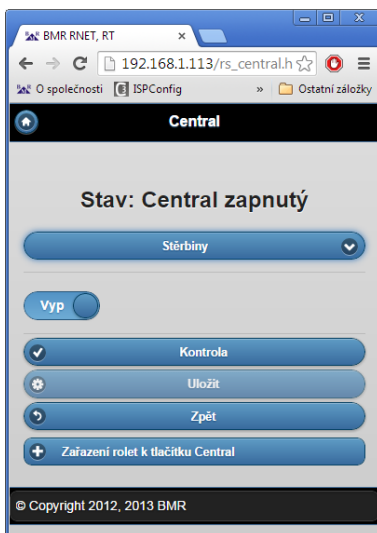 BMR RNET, RT
192.168.1.113/rs_central.h
O společnosti ISPConfig » Ostatní záložky
Central
Stav: Central zapnutý
Stěrbiny
Vyp
Kontrola
Uložit
Zpět
Zařazení rolet k tlačítku Central
© Copyright 2012, 2013 BMR